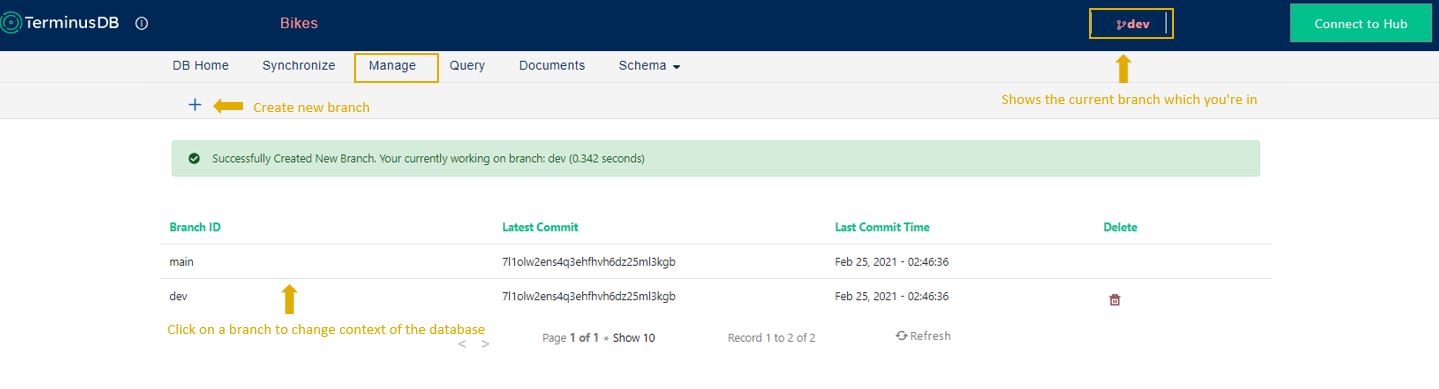 TerminusDB Bikes dev Connect to Hub
DB Home Synchronize Manage Query Documents Schema
+ Create new branch Shows the current branch which you're in
Successfully Created New Branch. Your currently working on branch: dev (0.342 seconds)
Branch ID Latest Commit Last Commit Time Delete
main 7l1olw2ens4q3ehfhvh6dz25ml3kgb Feb 25, 2021 - 02:46:36
dev 7l1olw2ens4q3ehfhvh6dz25ml3kgb Feb 25, 2021 - 02:46:36
Click on a branch to change context of the database
< > Page 1 of 1 Show 10 Record 1 to 2 of 2 Refresh